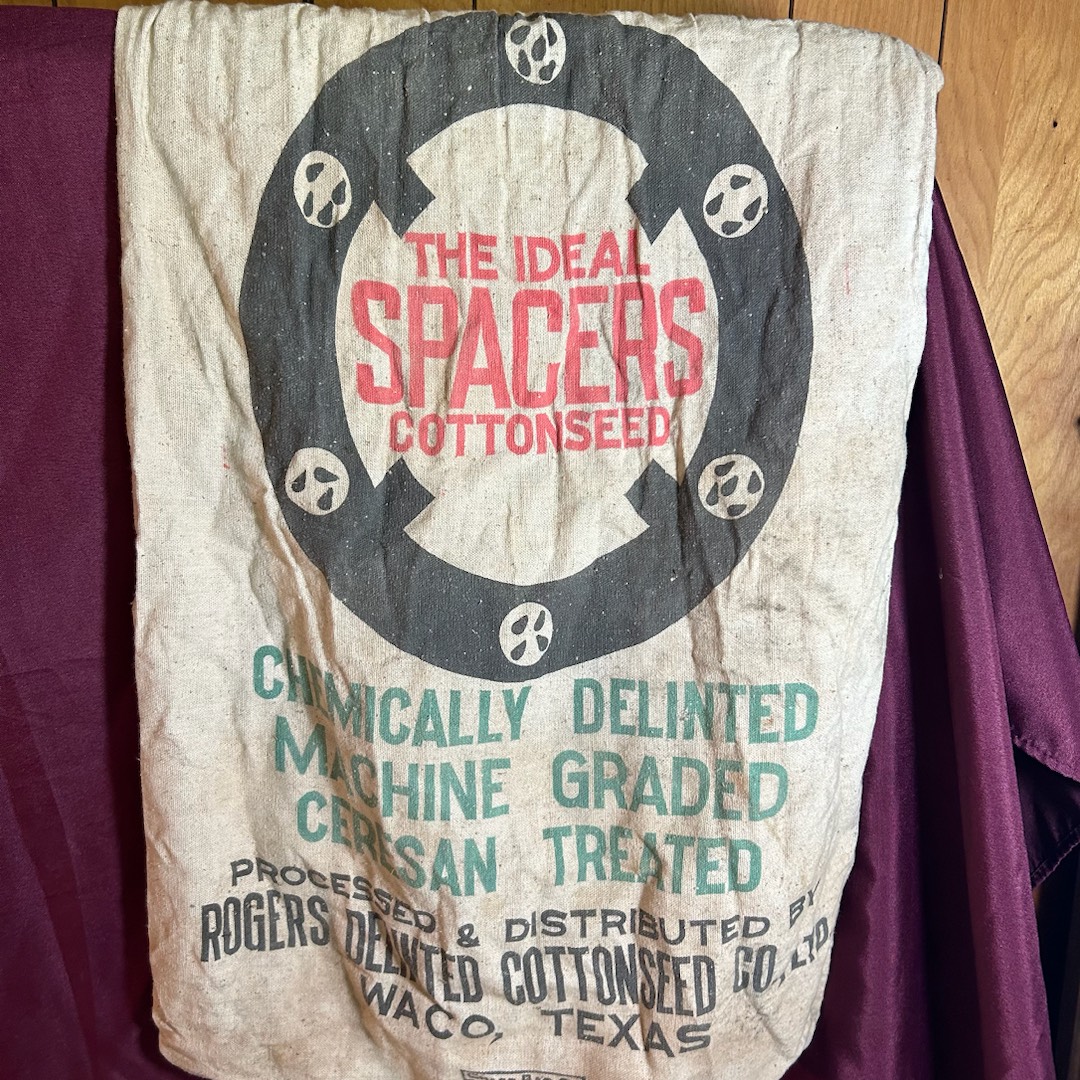 THE IDEAL
SPACERS
COTTONSEED
CHEMICALLY DELINTED
MACHINE GRADED
CERESAN TREATED
PROCESSED & DISTRIBUTED BY
ROGERS DELINTED COTTONSEED CO., LTD.
WACO, TEXAS